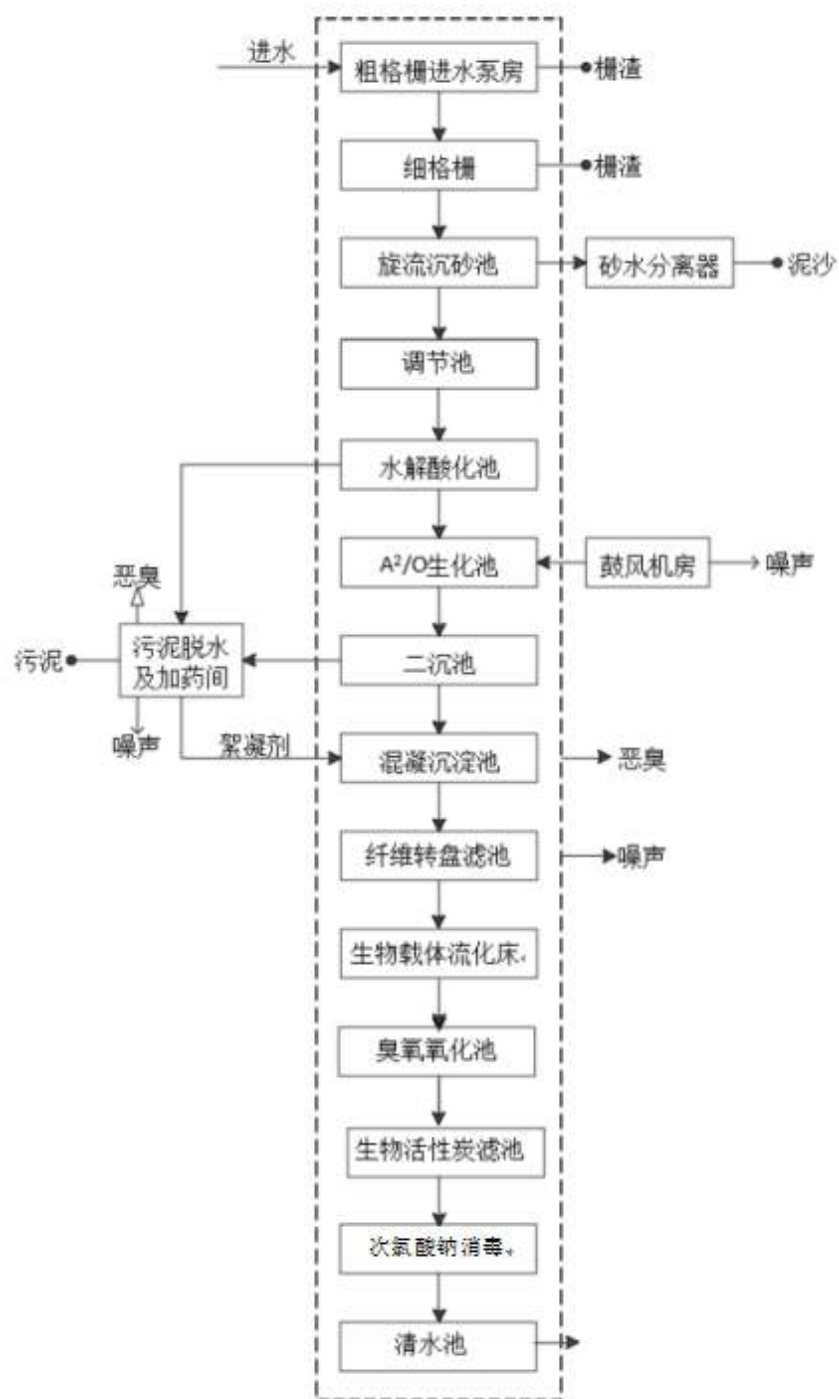 进水
粗格栅进水泵房
栅渣
细格栅
栅渣
旋流沉砂池
砂水分离器
泥沙
调节池
水解酸化池
A²/O生化池
鼓风机房
噪声
恶臭
污泥
污泥脱水
及加药间
二沉池
噪声
絮凝剂
混凝沉淀池
恶臭
纤维转盘滤池
噪声
生物载体流化床
臭氧氧化池
生物活性炭滤池
次氯酸钠消毒
清水池